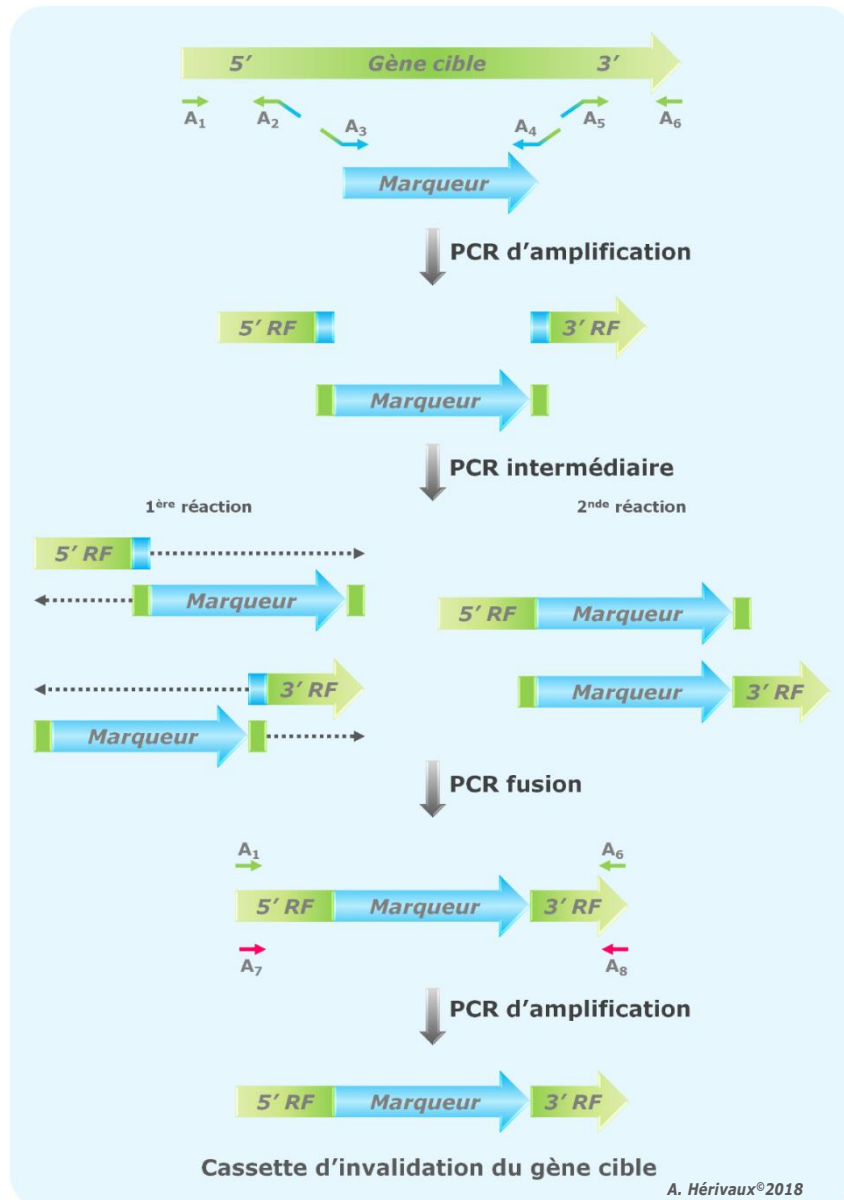 5’ Gène cible 3’
A1 A2 A3 A4 A5 A6
Marqueur
PCR d’amplification
5’ RF 3’ RF
Marqueur
PCR intermédiaire
1ère réaction 2nde réaction
5’ RF
Marqueur
5’ RF Marqueur
3’ RF
Marqueur
Marqueur 3’ RF
PCR fusion
A1 A6
5’ RF Marqueur 3’ RF
A7 A8
PCR d’amplification
5’ RF Marqueur 3’ RF
Cassette d’invalidation du gène cible
A. Hérivaux©2018